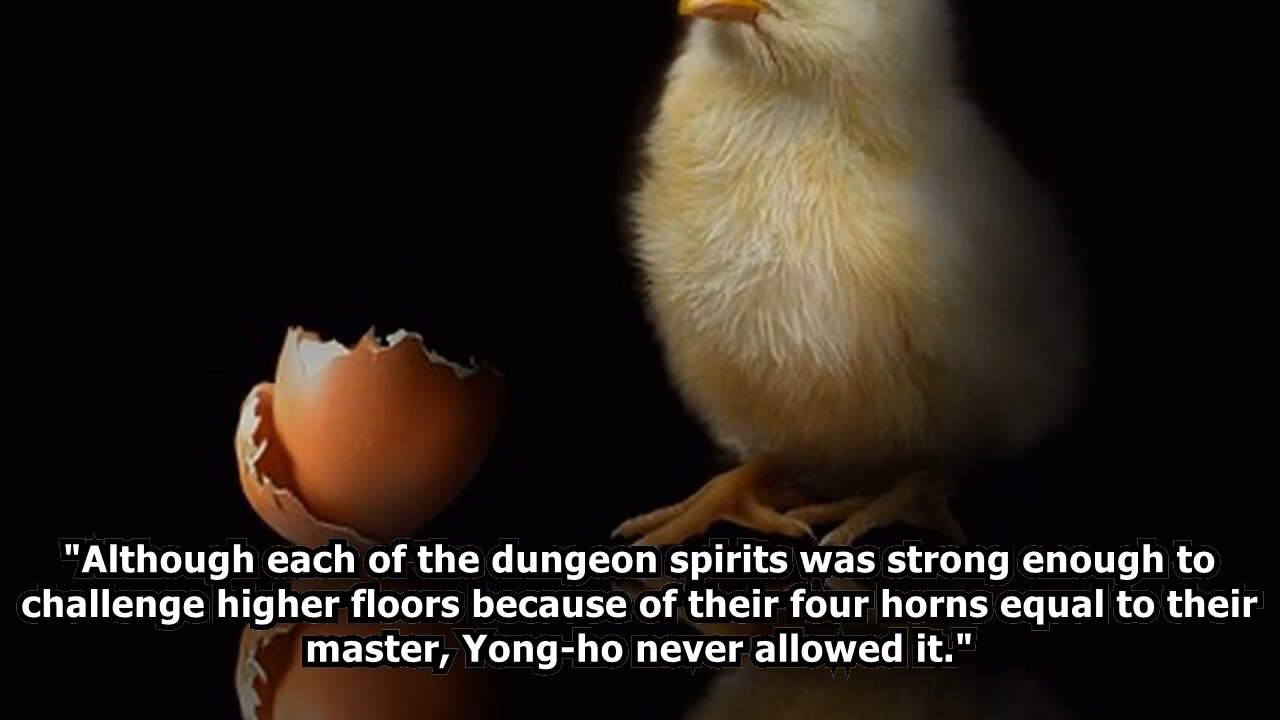 "Although each of the dungeon spirits was strong enough to
challenge higher floors because of their four horns equal to their
master, Yong-ho never allowed it."